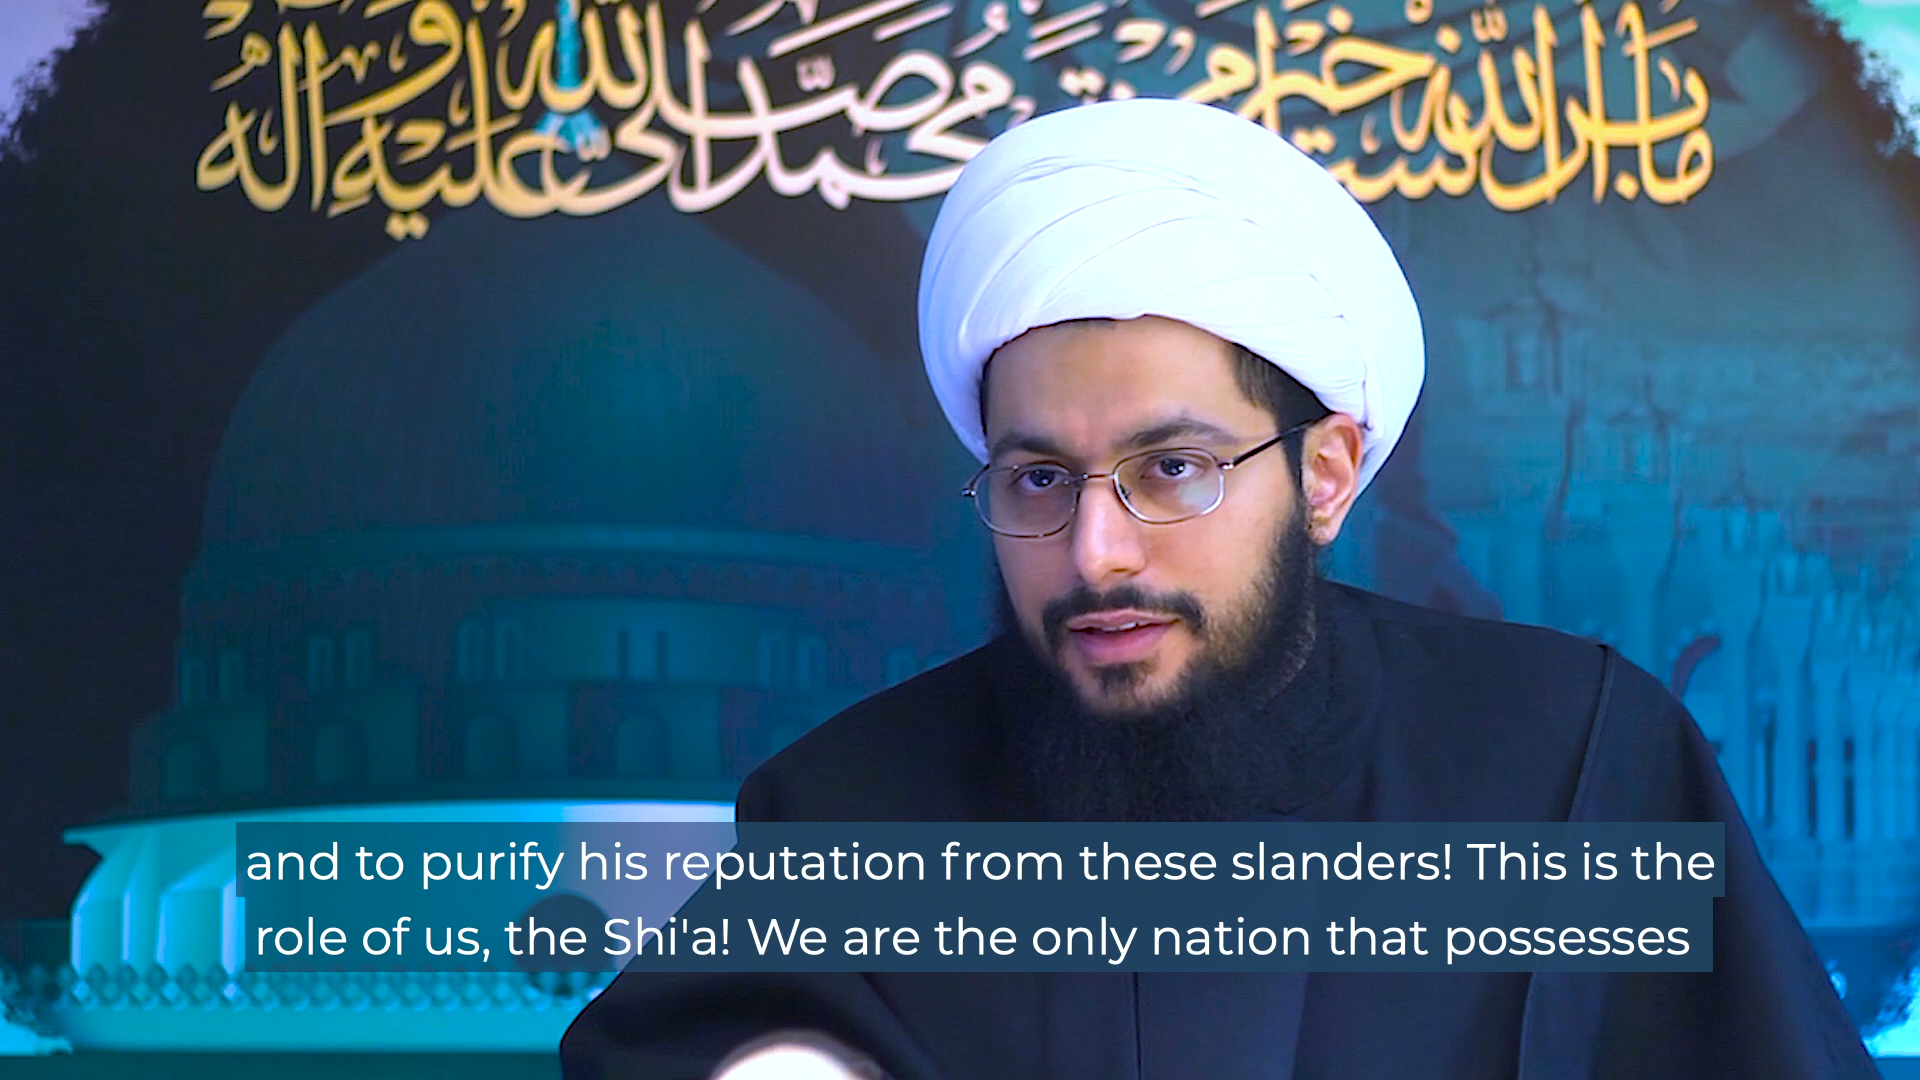 محمد صلى الله عليه وآله
and to purify his reputation from these slanders! This is the
role of us, the Shi'a! We are the only nation that possesses